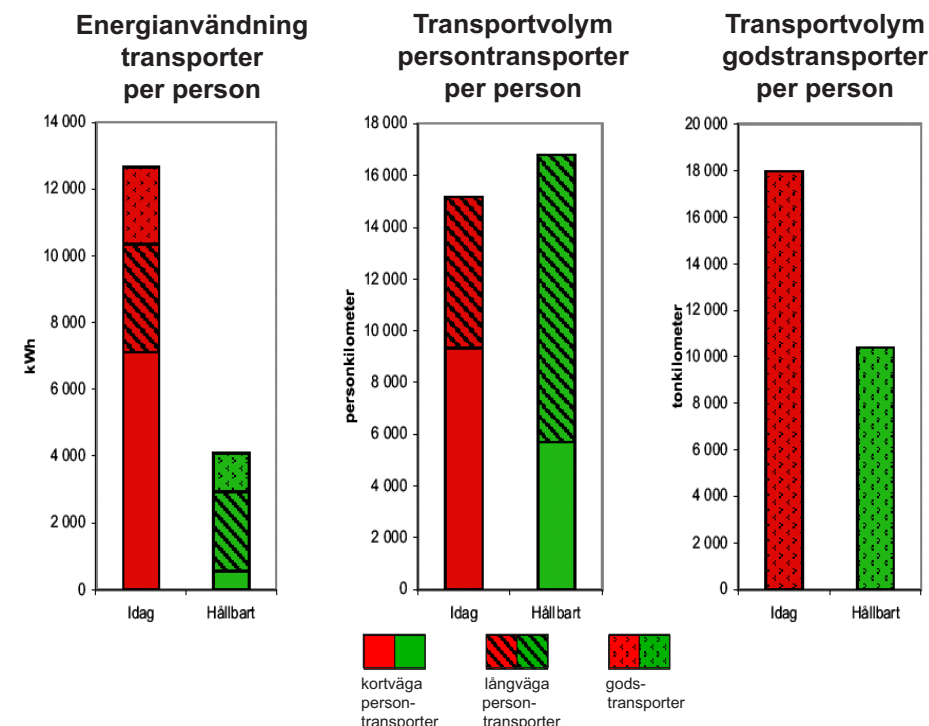 Energianvändning
transporter
per person
Transportvolym
persontransporter
per person
Transportvolym
godstransporter
per person
14 000
12 000
10 000
8 000
6 000
4 000
2 000
0
kWh
Idag Hållbart
18 000
16 000
14 000
12 000
10 000
8 000
6 000
4 000
2 000
0
personkilometer
Idag Hållbart
20 000
18 000
16 000
14 000
12 000
10 000
8 000
6 000
4 000
2 000
0
tonkilometer
Idag Hållbart
kortväga
person-
transporter
långväga
person-
transporter
gods-
transporter